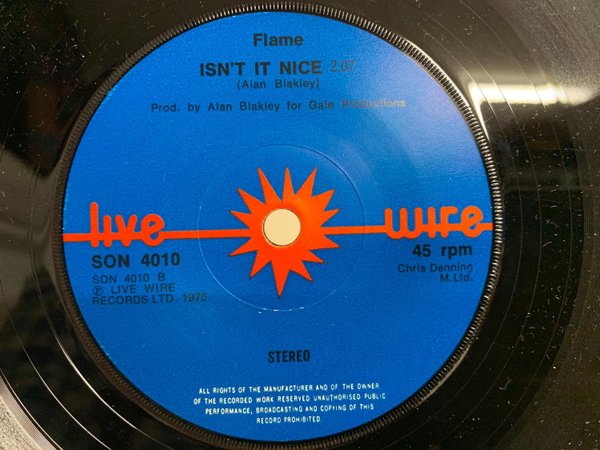 Flame
ISN'T IT NICE 2.07
(Alan Blakley)
Prod. by Alan Blakley for Gale Productions
live wire
SON 4010
45 rpm
SON 4010 B
Ⓟ LIVE WIRE
RECORDS LTD. 1976
Chris Denning
M.Ltd.
STEREO
ALL RIGHTS OF THE MANUFACTURER AND OF THE OWNER
OF THE RECORDED WORK RESERVED UNAUTHORISED PUBLIC
PERFORMANCE, BROADCASTING AND COPYING OF THIS
RECORD PROHIBITED.